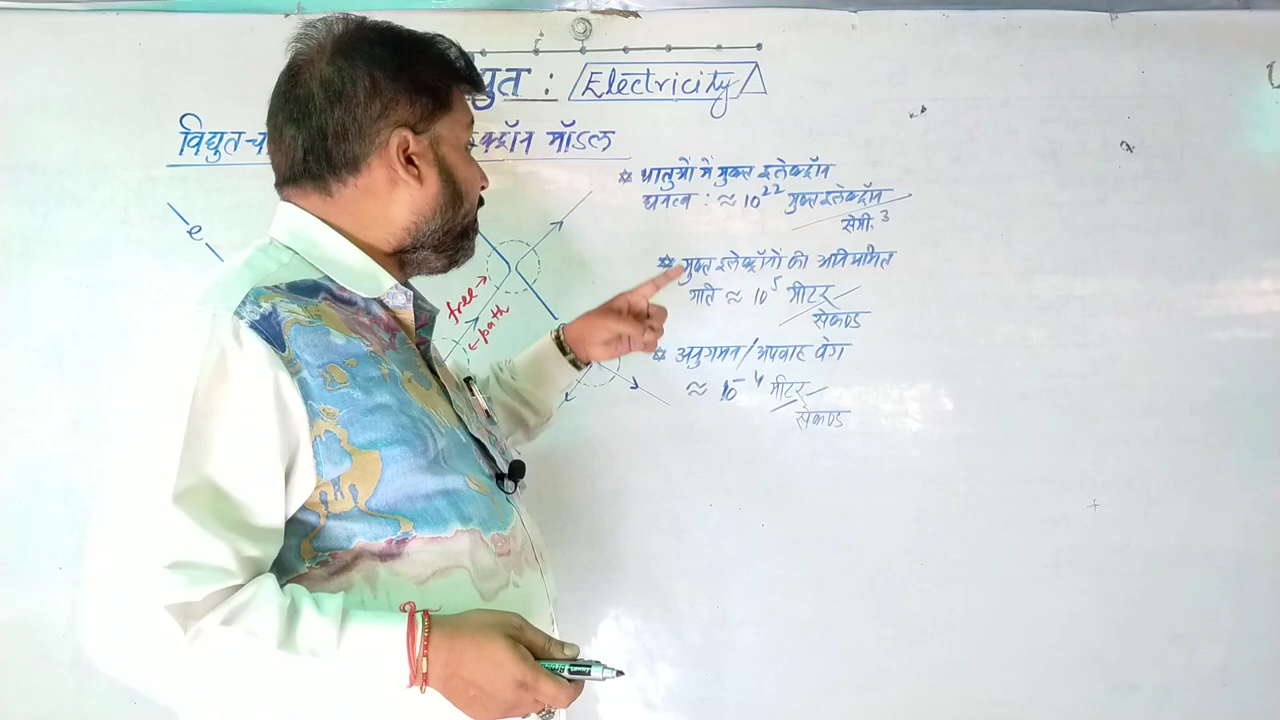 द्युत : Electricity
विद्युत-च क्ट्रॉन मॉडल
धातुओं में मुक्त इलेक्ट्रॉन
घनत्व : ≈ 10²² मुक्त इलेक्ट्रॉन / सेमी.³
e
मुक्त इलेक्ट्रॉनों की अनियमित
गति ≈ 10⁵ मीटर / सेकण्ड
free →
← path
अनुगमन/अपवाह वेग
≈ 10⁻⁴ मीटर / सेकण्ड